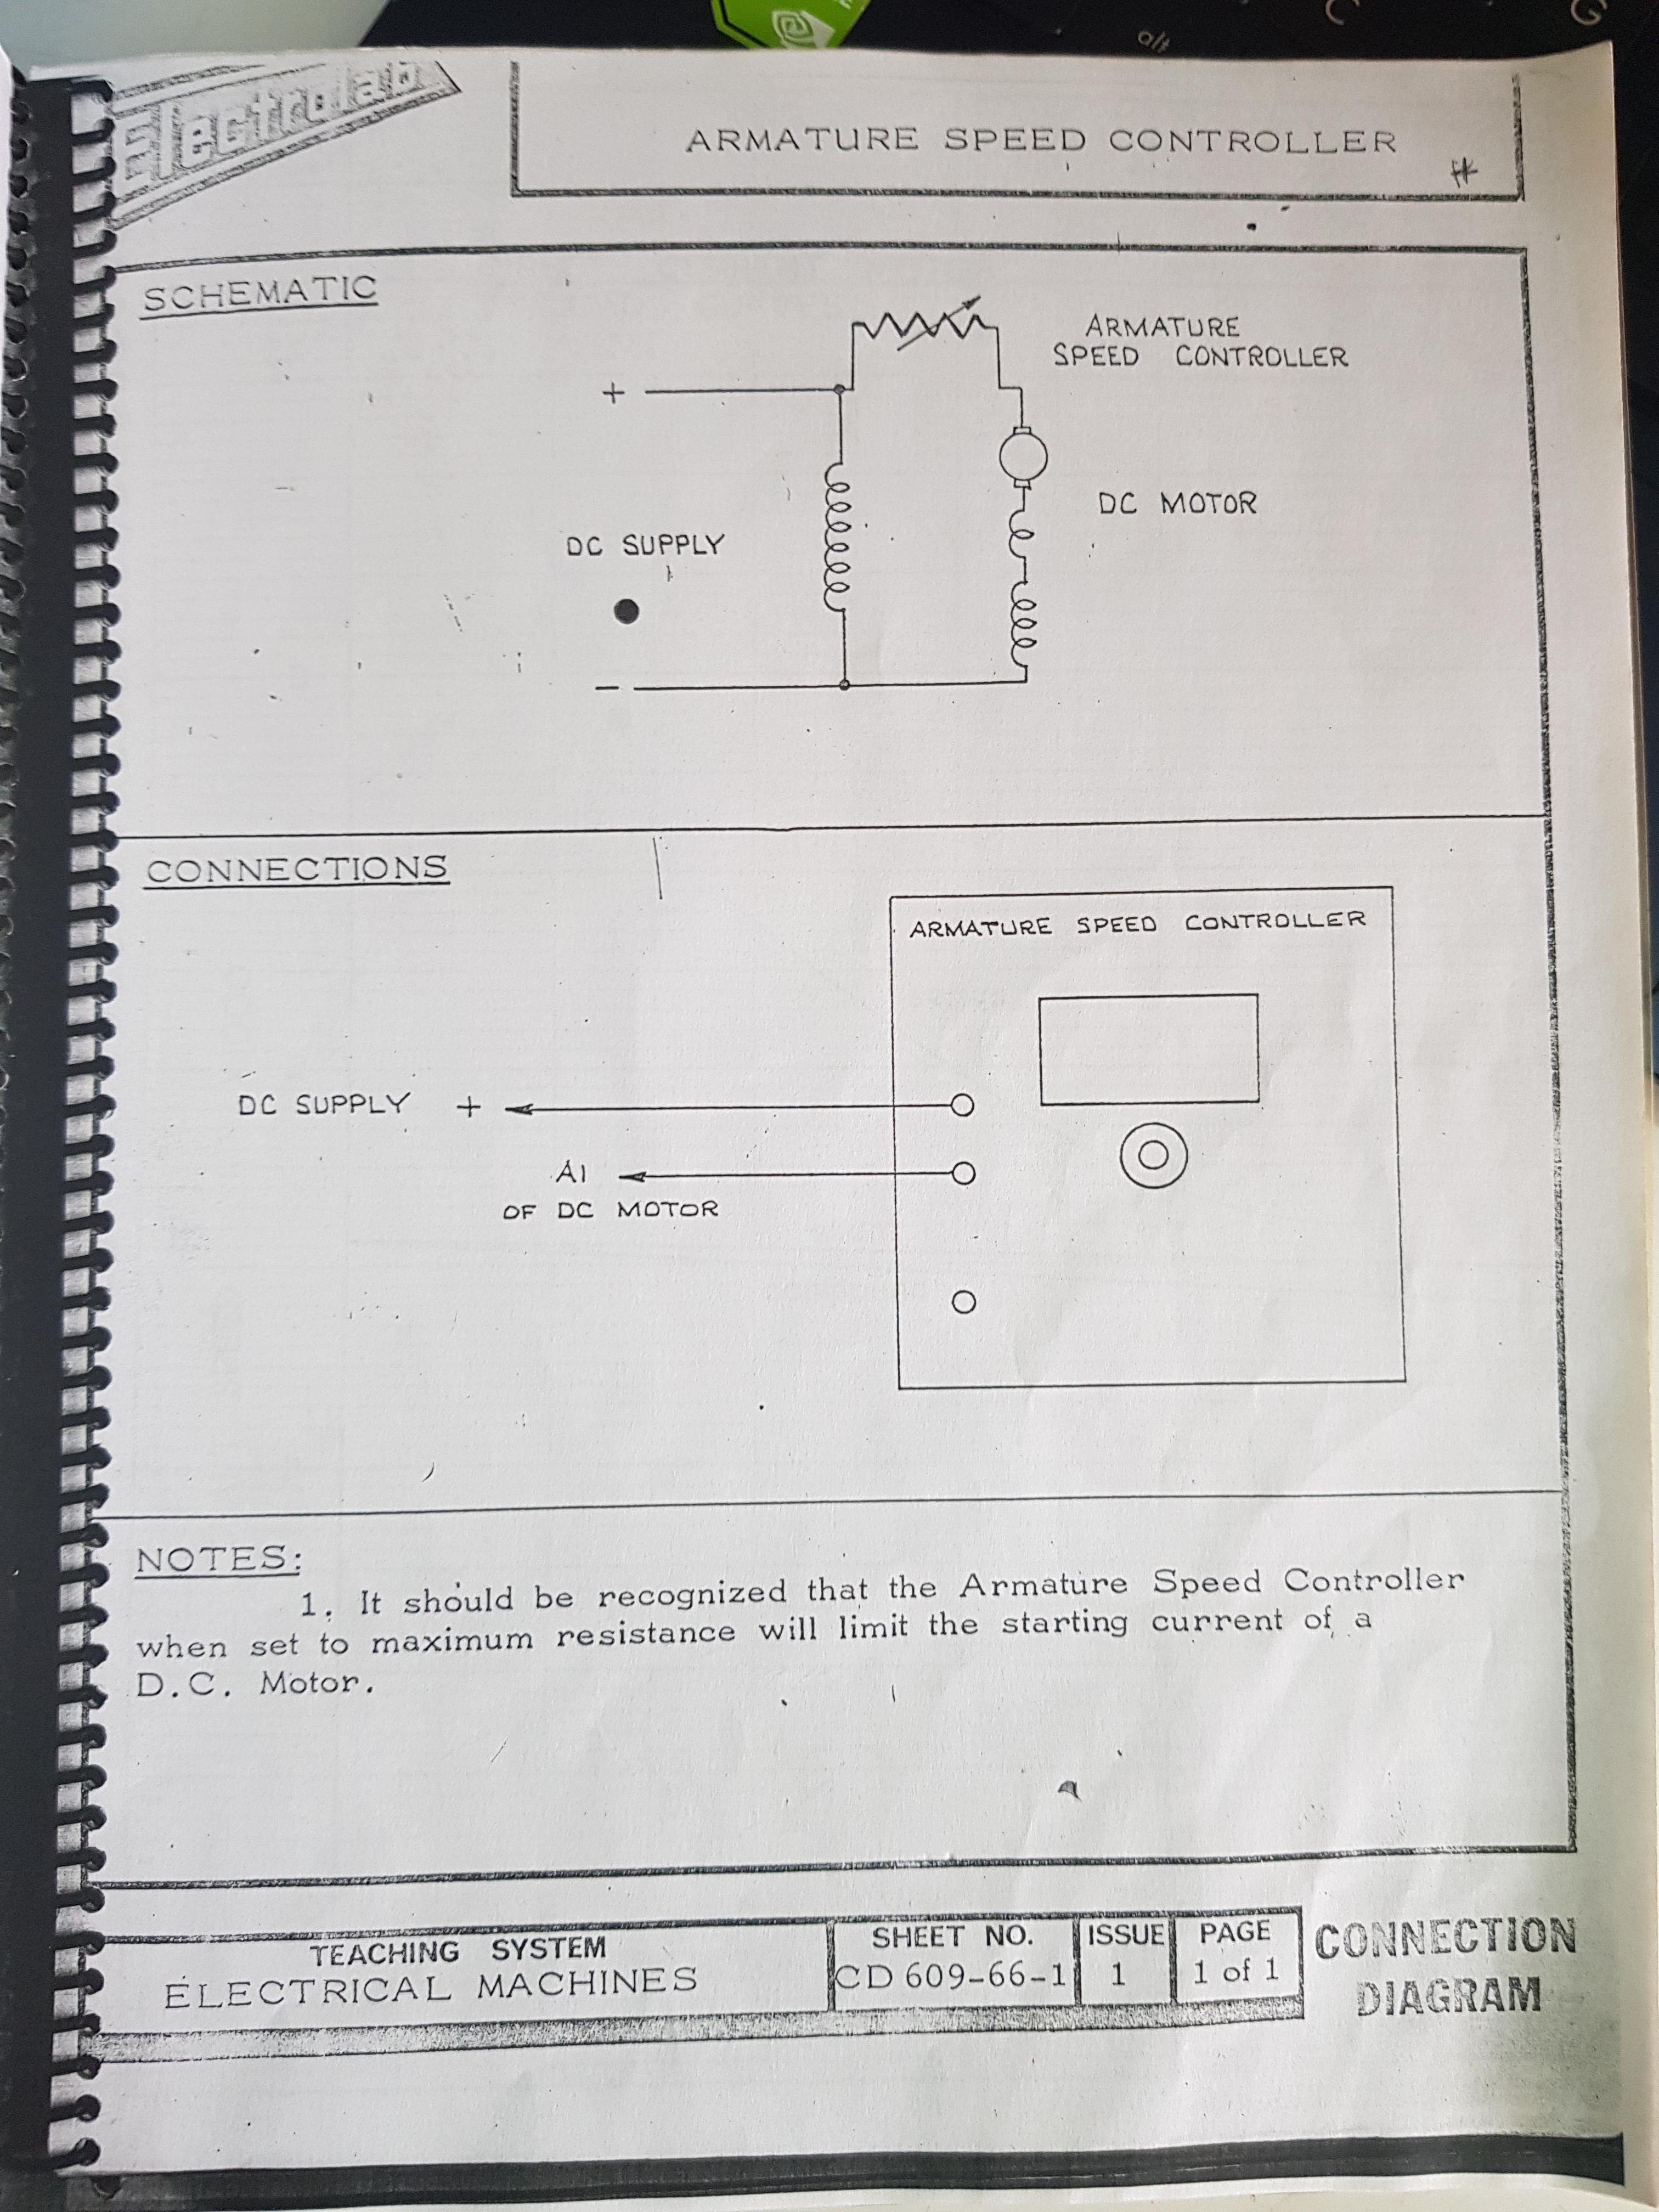 Electrolab
ARMATURE SPEED CONTROLLER
SCHEMATIC
ARMATURE
SPEED CONTROLLER
+
DC MOTOR
DC SUPPLY
−
CONNECTIONS
ARMATURE SPEED CONTROLLER
DC SUPPLY +
A1
OF DC MOTOR
NOTES:
1. It should be recognized that the Armature Speed Controller
when set to maximum resistance will limit the starting current of a
D.C. Motor.
TEACHING SYSTEM
ELECTRICAL MACHINES
SHEET NO.
CD 609-66-1
ISSUE
1
PAGE
1 of 1
CONNECTION
DIAGRAM
alt
C
G